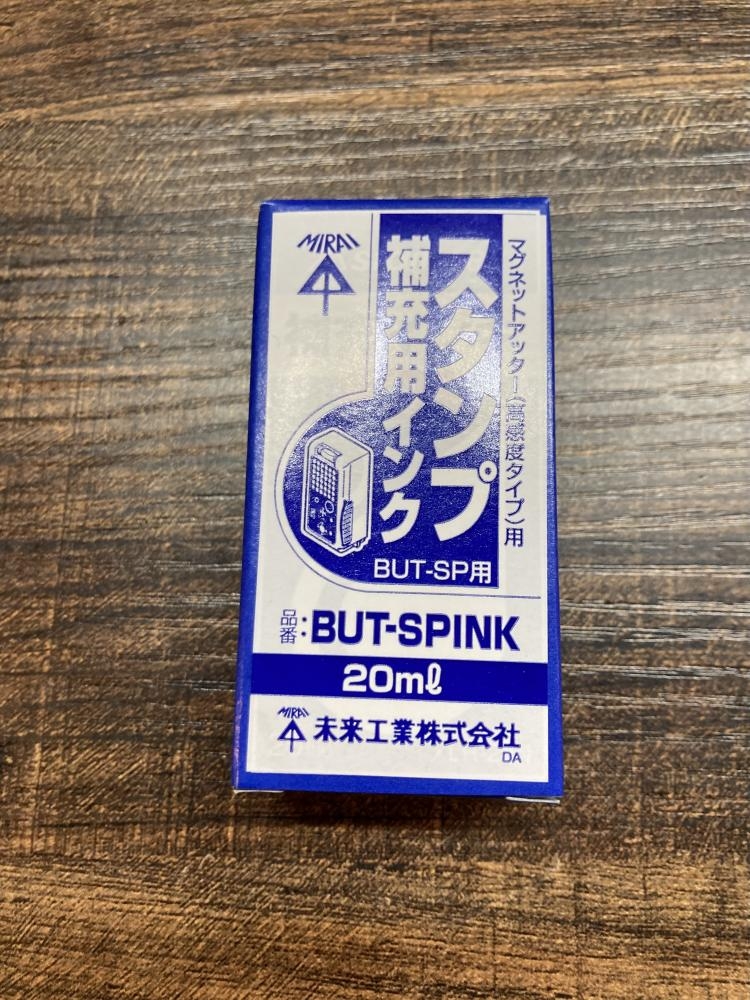 MIRAI
マグネットアッター(高感度タイプ)用
スタンプ
補充用インク
BUT-SP用
品番:BUT-SPINK
20mℓ
MIRAI
未来工業株式会社
DA